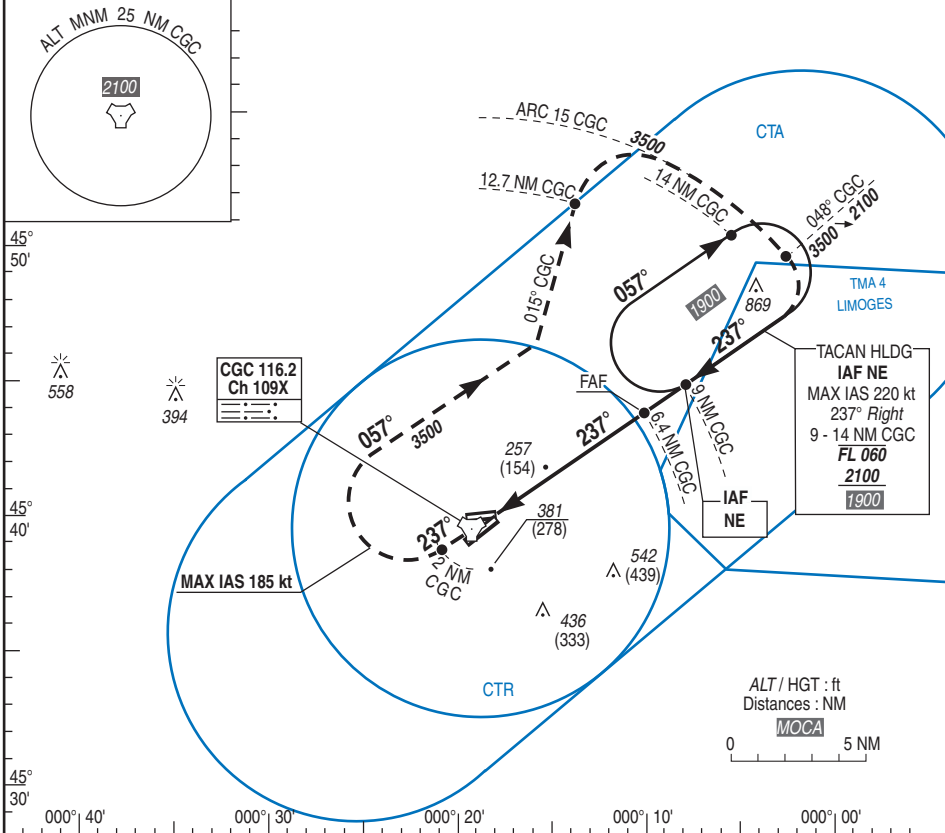 ALT MNM 25 NM CGC
2100
ARC 15 CGC
3500
CTA
12.7 NM CGC
14 NM CGC
048° CGC
3500 → 2100
45°
50'
057°
015° CGC
1900
869
TMA 4
LIMOGES
237°
TACAN HLDG
IAF NE
MAX IAS 220 kt
237° Right
9 - 14 NM CGC
FL 060
2100
1900
558
394
CGC 116.2
Ch 109X
FAF
9 NM CGC
6.4 NM CGC
057°
3500
237°
257
(154)
IAF
NE
45°
40'
381
(278)
237°
2 NM
CGC
MAX IAS 185 kt
542
(439)
436
(333)
CTR
ALT / HGT : ft
Distances : NM
MOCA
0 5 NM
45°
30'
000° 40' 000° 30' 000° 20' 000° 10' 000° 00'